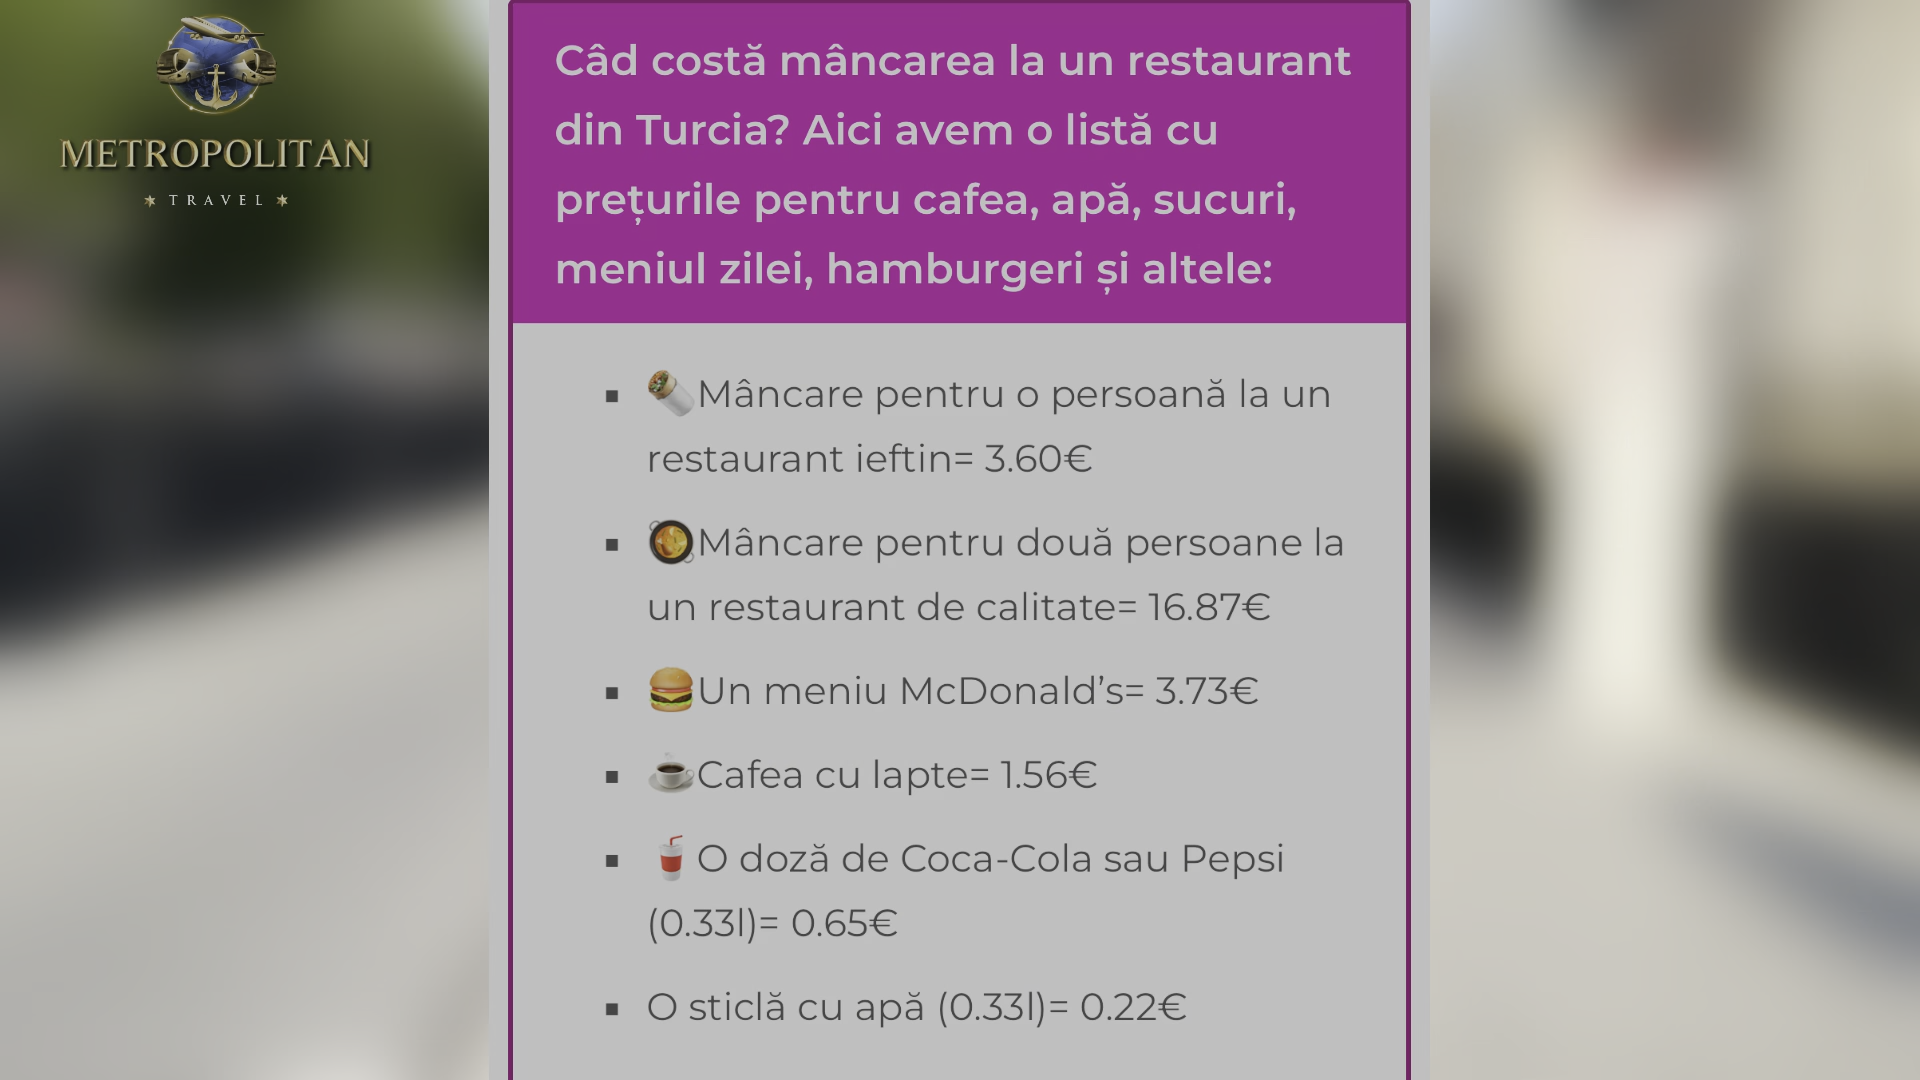 METROPOLITAN
TRAVEL
Câd costă mâncarea la un restaurant
din Turcia? Aici avem o listă cu
prețurile pentru cafea, apă, sucuri,
meniul zilei, hamburgeri și altele:
Mâncare pentru o persoană la un
restaurant ieftin= 3.60€
Mâncare pentru două persoane la
un restaurant de calitate= 16.87€
Un meniu McDonald’s= 3.73€
Cafea cu lapte= 1.56€
O doză de Coca-Cola sau Pepsi
(0.33l)= 0.65€
O sticlă cu apă (0.33l)= 0.22€